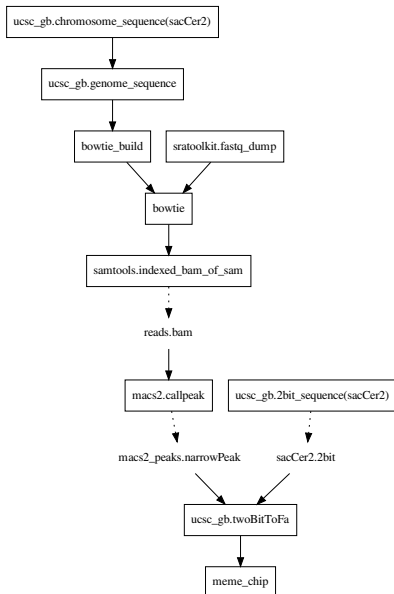 ucsc_gb.chromosome_sequence(sacCer2)
ucsc_gb.genome_sequence
bowtie_build
sratoolkit.fastq_dump
bowtie
samtools.indexed_bam_of_sam
reads.bam
macs2.callpeak
ucsc_gb.2bit_sequence(sacCer2)
macs2_peaks.narrowPeak
sacCer2.2bit
ucsc_gb.twoBitToFa
meme_chip